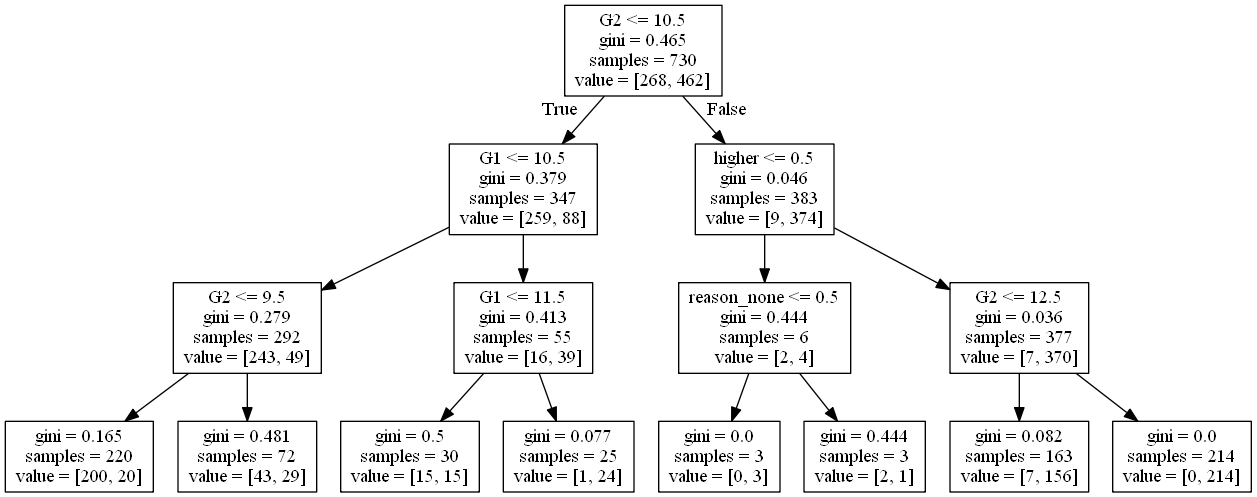 G2 <= 10.5
gini = 0.465
samples = 730
value = [268, 462]
True
False
G1 <= 10.5
gini = 0.379
samples = 347
value = [259, 88]
higher <= 0.5
gini = 0.046
samples = 383
value = [9, 374]
G2 <= 9.5
gini = 0.279
samples = 292
value = [243, 49]
G1 <= 11.5
gini = 0.413
samples = 55
value = [16, 39]
reason_none <= 0.5
gini = 0.444
samples = 6
value = [2, 4]
G2 <= 12.5
gini = 0.036
samples = 377
value = [7, 370]
gini = 0.165
samples = 220
value = [200, 20]
gini = 0.481
samples = 72
value = [43, 29]
gini = 0.5
samples = 30
value = [15, 15]
gini = 0.077
samples = 25
value = [1, 24]
gini = 0.0
samples = 3
value = [0, 3]
gini = 0.444
samples = 3
value = [2, 1]
gini = 0.082
samples = 163
value = [7, 156]
gini = 0.0
samples = 214
value = [0, 214]